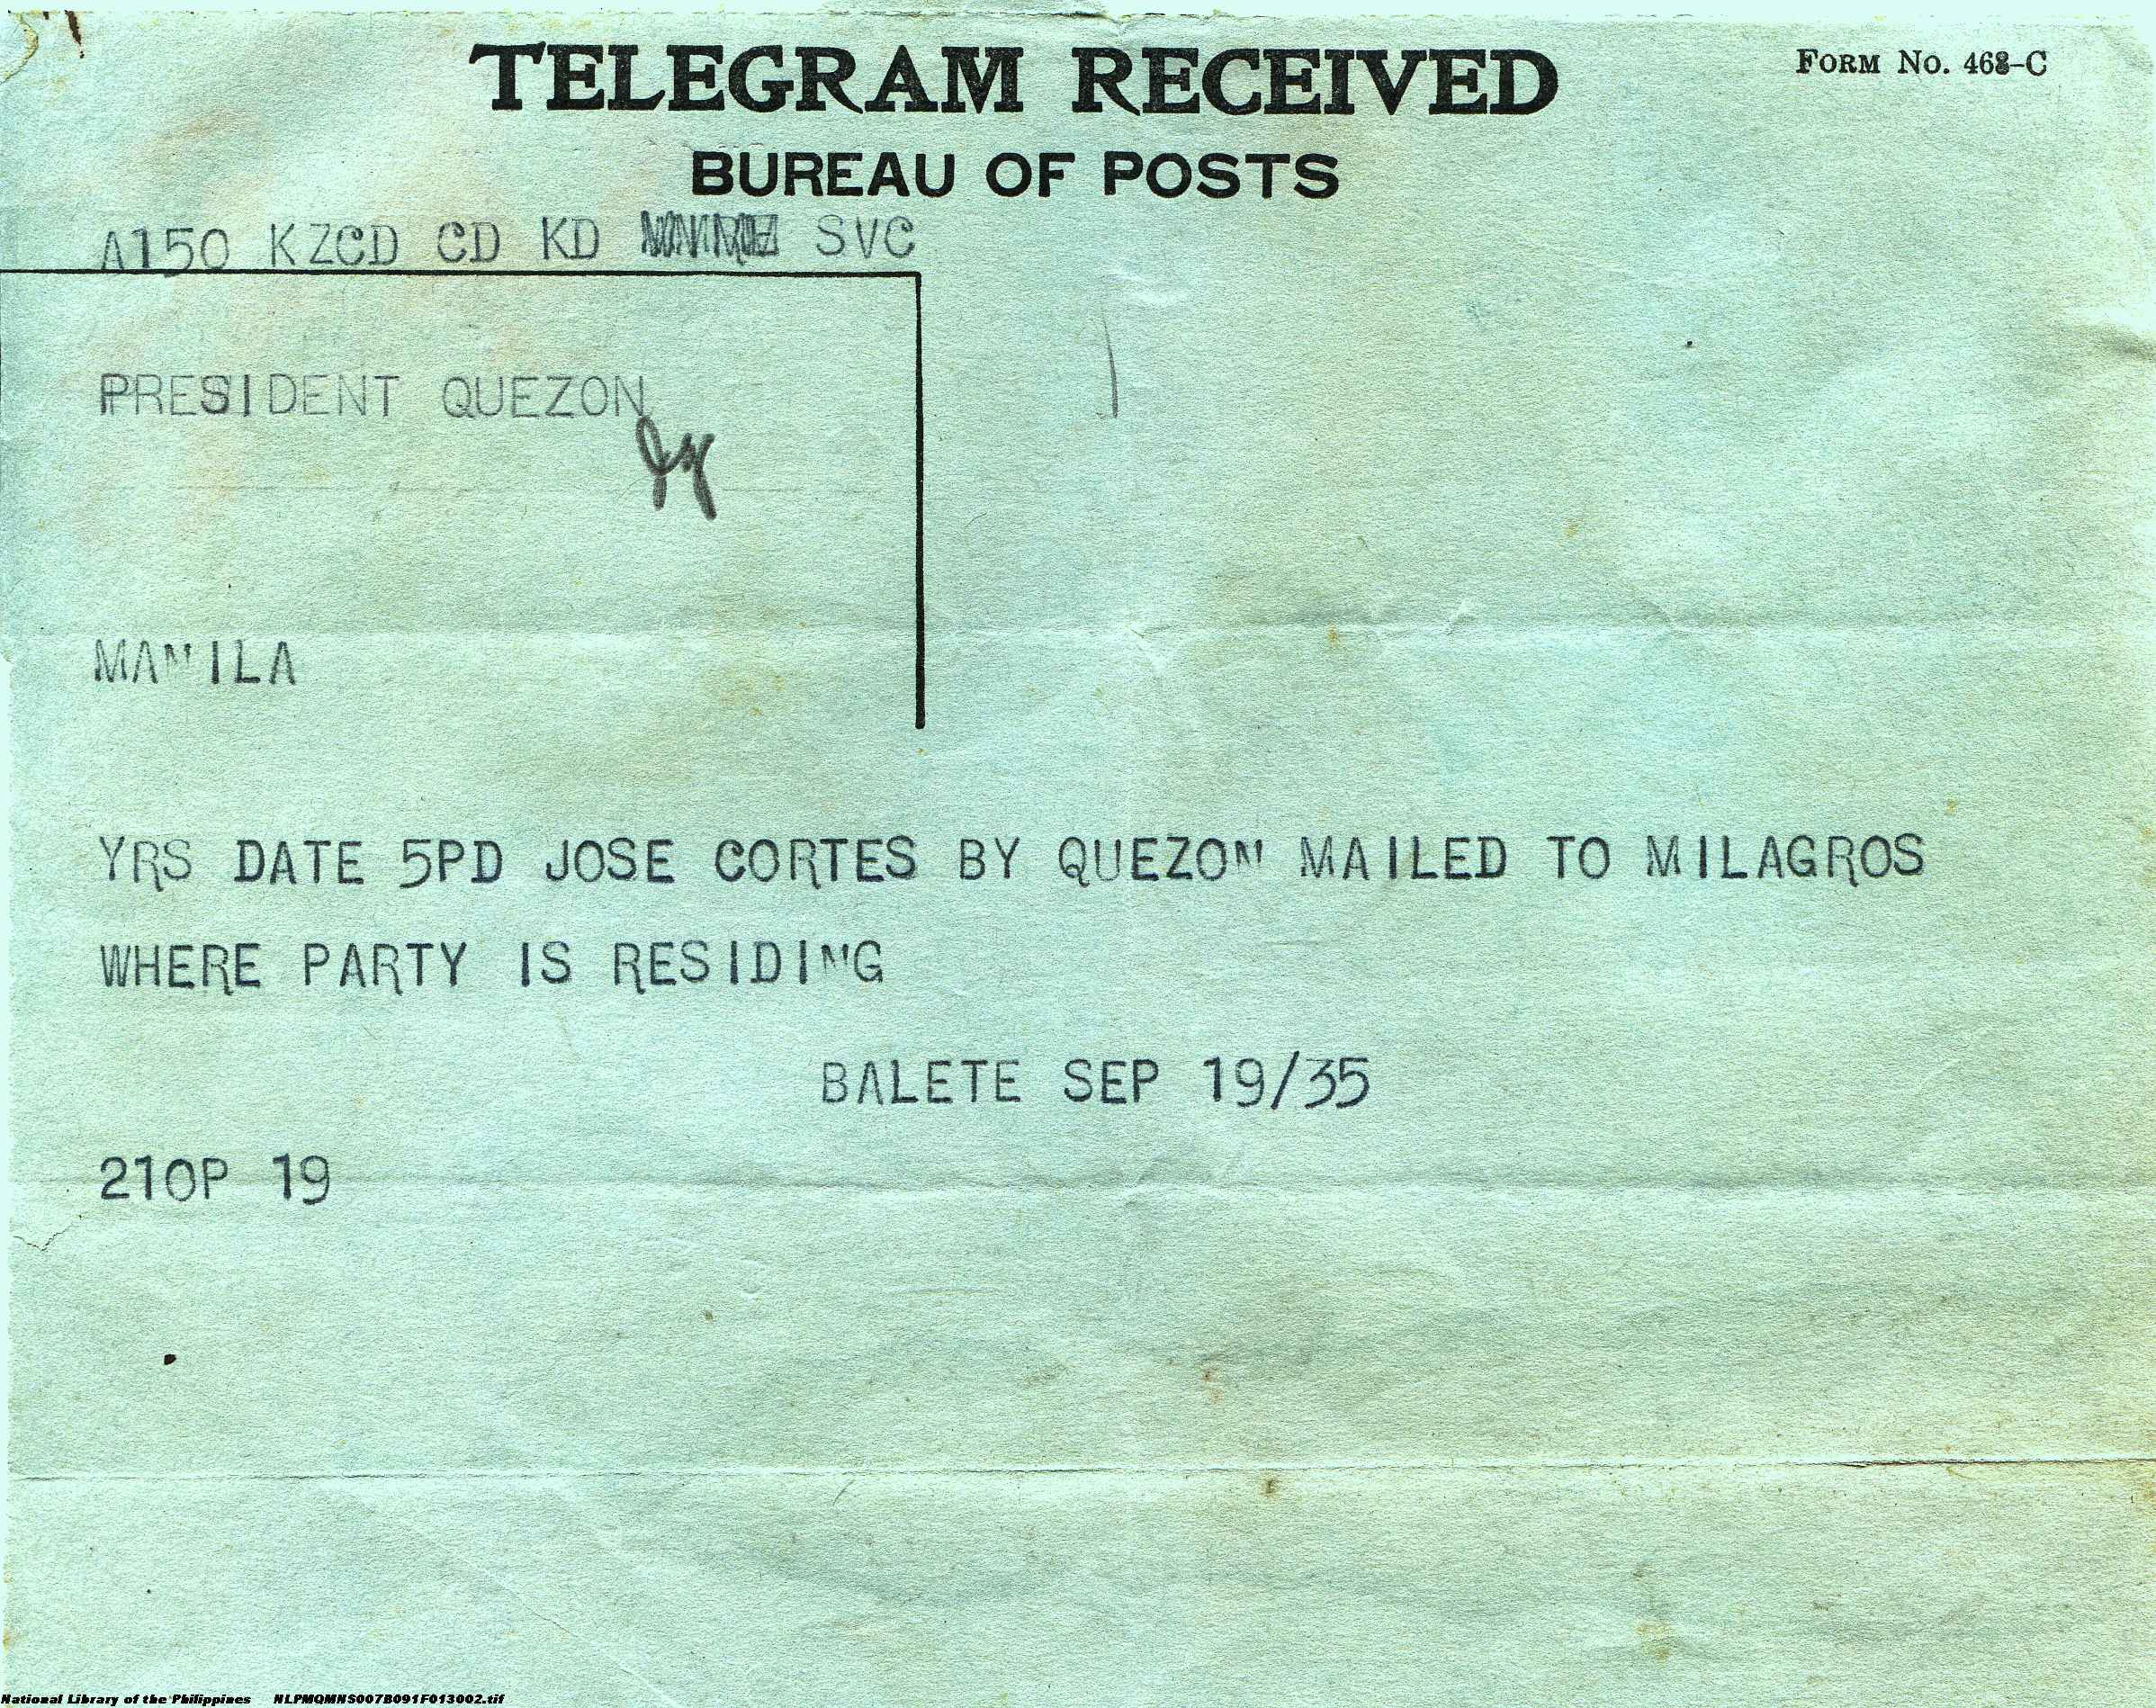 TELEGRAM RECEIVED
FORM NO. 468-C
BUREAU OF POSTS
A150 KZCD CD KD SVC
PRESIDENT QUEZON
MANILA
YRS DATE 5PD JOSE CORTES BY QUEZON MAILED TO MILAGROS
WHERE PARTY IS RESIDING
BALETE SEP 19/35
210P 19
National Library of the Philippines NLPMQMNS007B091F013002.tif